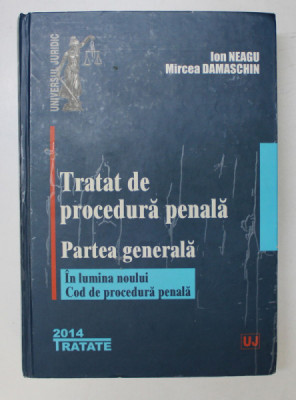 UNIVERSUL JURIDIC
Ion NEAGU
Mircea DAMASCHIN
Tratat de
procedură penală
Partea generală
În lumina noului
Cod de procedură penală
2014
TRATATE
UJ